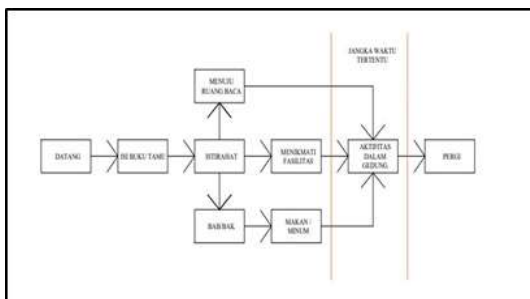 JANGKA WAKTU
TERTENTU
MENUJU
RUANG BACA
DATANG
ISI BUKU TAMU
ISTIRAHAT
MENIKMATI
FASILITAS
AKTIFITAS
DALAM
GEDUNG
PERGI
BAB/BAK
MAKAN /
MINUM